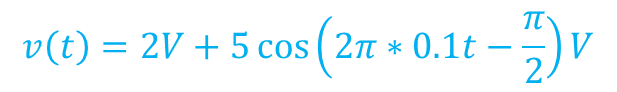 v(t) = 2V + 5 cos(2π * 0.1t − π/2)V